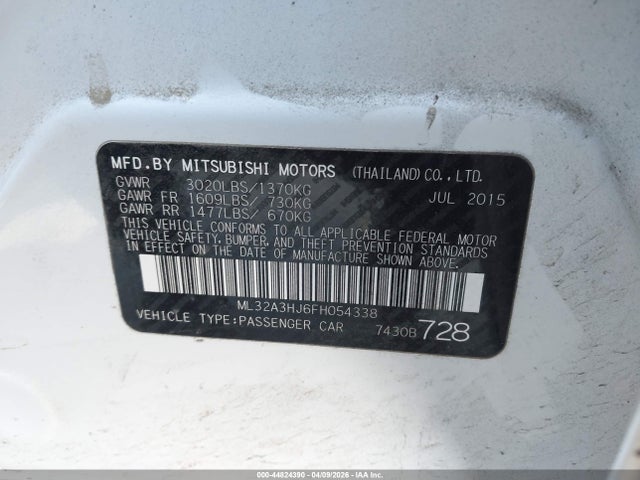 MFD.BY MITSUBISHI MOTORS (THAILAND) CO., LTD.
GVWR 3020LBS/1370KG JUL 2015
GAWR FR 1609LBS/ 730KG
GAWR RR 1477LBS/ 670KG
THIS VEHICLE CONFORMS TO ALL APPLICABLE FEDERAL MOTOR
VEHICLE SAFETY, BUMPER, AND THEFT PREVENTION STANDARDS
IN EFFECT ON THE DATE OF MANUFACTURE SHOWN ABOVE.
ML32A3HJ6FH054338
VEHICLE TYPE:PASSENGER CAR 7430B 728
000-44824390 - 04/09/2026 - IAA Holdings, LLC